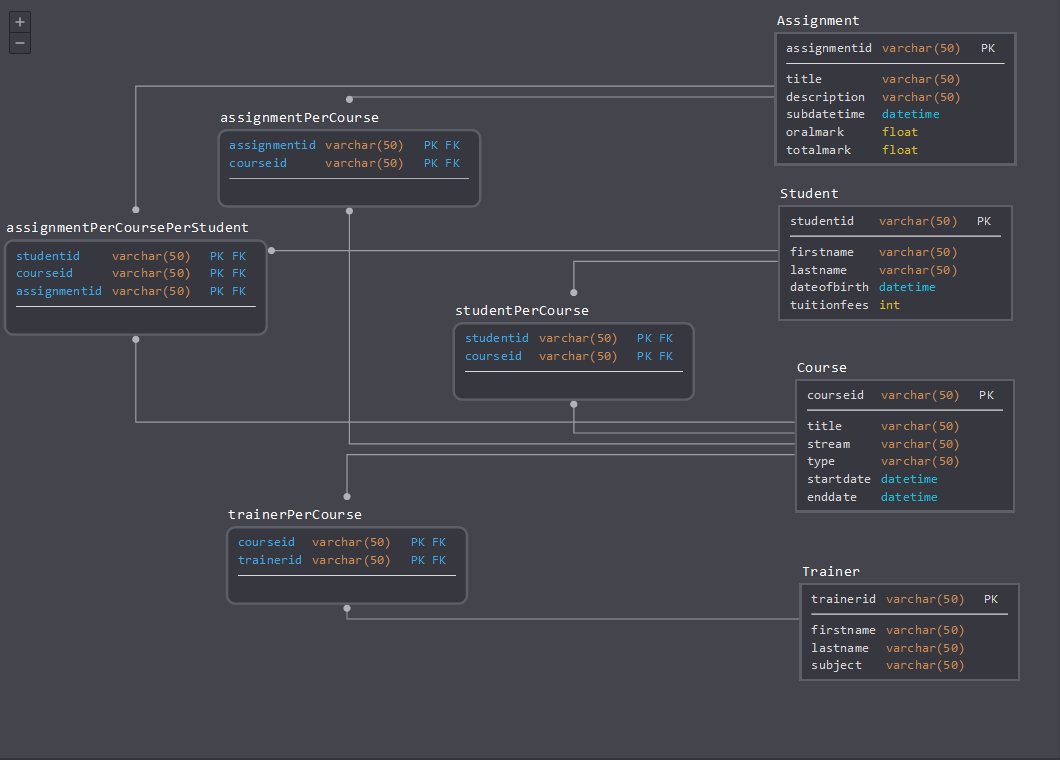 +
−
Assignment
assignmentid varchar(50) PK
title varchar(50)
description varchar(50)
subdatetime datetime
oralmark float
totalmark float
assignmentPerCourse
assignmentid varchar(50) PK FK
courseid varchar(50) PK FK
Student
studentid varchar(50) PK
firstname varchar(50)
lastname varchar(50)
dateofbirth datetime
tuitionfees int
assignmentPerCoursePerStudent
studentid varchar(50) PK FK
courseid varchar(50) PK FK
assignmentid varchar(50) PK FK
studentPerCourse
studentid varchar(50) PK FK
courseid varchar(50) PK FK
Course
courseid varchar(50) PK
title varchar(50)
stream varchar(50)
type varchar(50)
startdate datetime
enddate datetime
trainerPerCourse
courseid varchar(50) PK FK
trainerid varchar(50) PK FK
Trainer
trainerid varchar(50) PK
firstname varchar(50)
lastname varchar(50)
subject varchar(50)